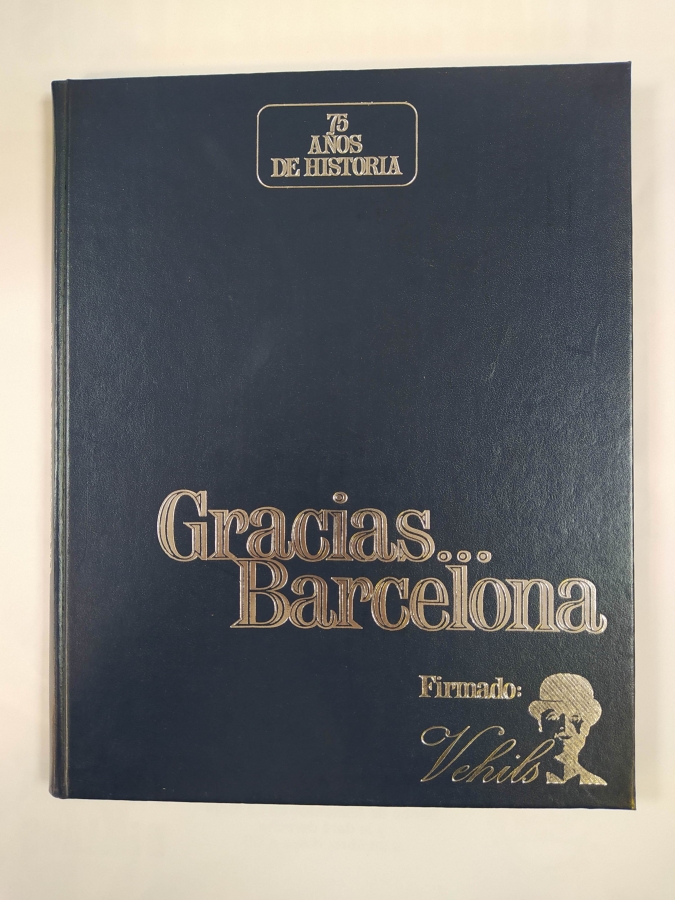 75
AÑOS
DE HISTORIA
Gracias...
Barcelona
Firmado:
Vehils